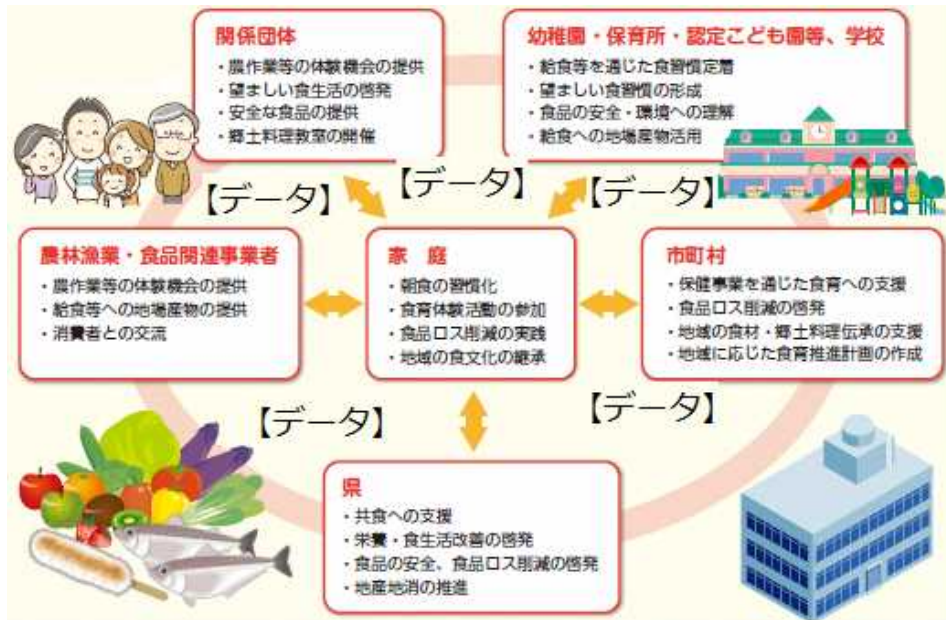 関係団体
・農作業等の体験機会の提供
・望ましい食生活の啓発
・安全な食品の提供
・郷土料理教室の開催
幼稚園・保育所・認定こども園等、学校
・給食等を通じた食習慣定着
・望ましい食習慣の形成
・食品の安全・環境への理解
・給食への地場産物活用
【データ】
【データ】
【データ】
農林漁業・食品関連事業者
・農作業等の体験機会の提供
・給食等への地場産物の提供
・消費者との交流
家 庭
・朝食の習慣化
・食育体験活動の参加
・食品ロス削減の実践
・地域の食文化の継承
市町村
・保健事業を通じた食育への支援
・食品ロス削減の啓発
・地域の食材・郷土料理伝承の支援
・地域に応じた食育推進計画の作成
【データ】
【データ】
県
・共食への支援
・栄養・食生活改善の啓発
・食品の安全、食品ロス削減の啓発
・地産地消の推進